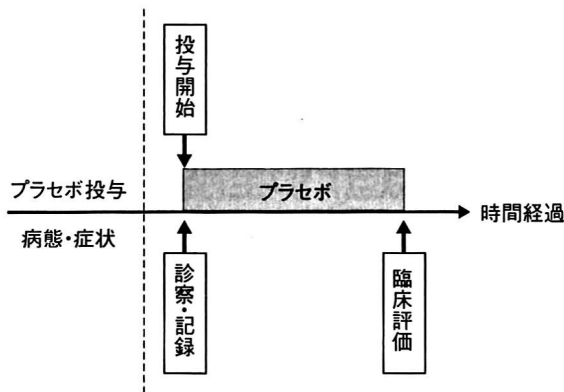 投与開始
プラセボ投与
プラセボ
時間経過
病態・症状
診察・記録
臨床評価